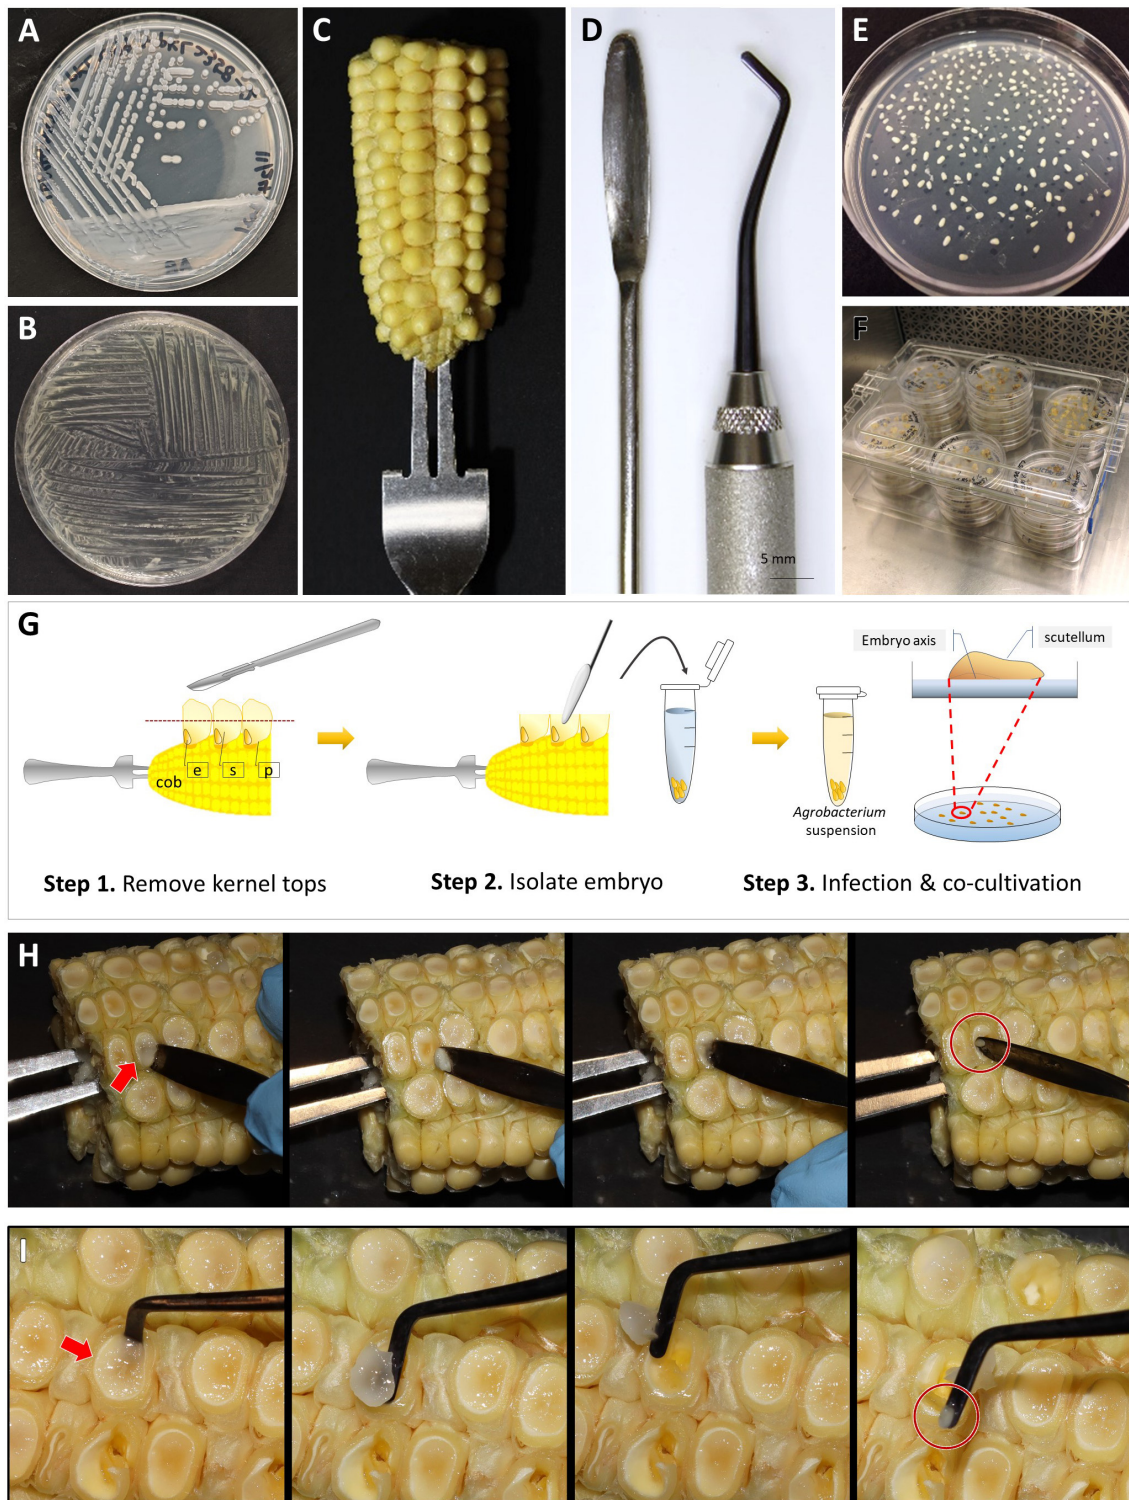 A
B
C
D
5 mm
E
F
G
cob
e
s
p
Step 1. Remove kernel tops
Step 2. Isolate embryo
Agrobacterium
suspension
Embryo axis
scutellum
Step 3. Infection & co-cultivation
H
I